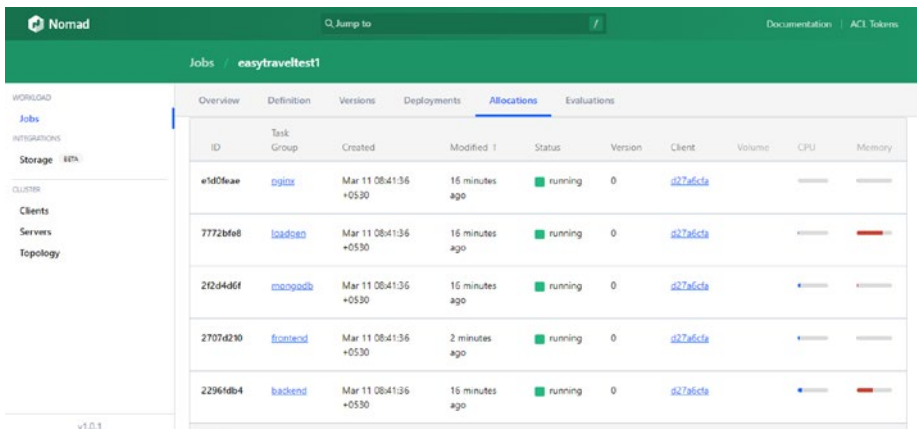 Nomad
Jump to
/
Documentation
ACL Tokens
Jobs / easytraveltest1
WORKLOAD
Jobs
INTEGRATIONS
Storage BETA
CLUSTER
Clients
Servers
Topology
v1.0.1
Overview Definition Versions Deployments Allocations Evaluations
ID Task Group Created Modified Status Version Client Volume CPU Memory
e1d0feae nginx Mar 11 08:41:36 +0530 16 minutes ago running 0 d27a6cfa
7772bfe8 loadgen Mar 11 08:41:36 +0530 16 minutes ago running 0 d27a6cfa
2f2d4d6f mongodb Mar 11 08:41:36 +0530 16 minutes ago running 0 d27a6cfa
2707d210 frontend Mar 11 08:41:36 +0530 2 minutes ago running 0 d27a6cfa
2296fdb4 backend Mar 11 08:41:36 +0530 16 minutes ago running 0 d27a6cfa